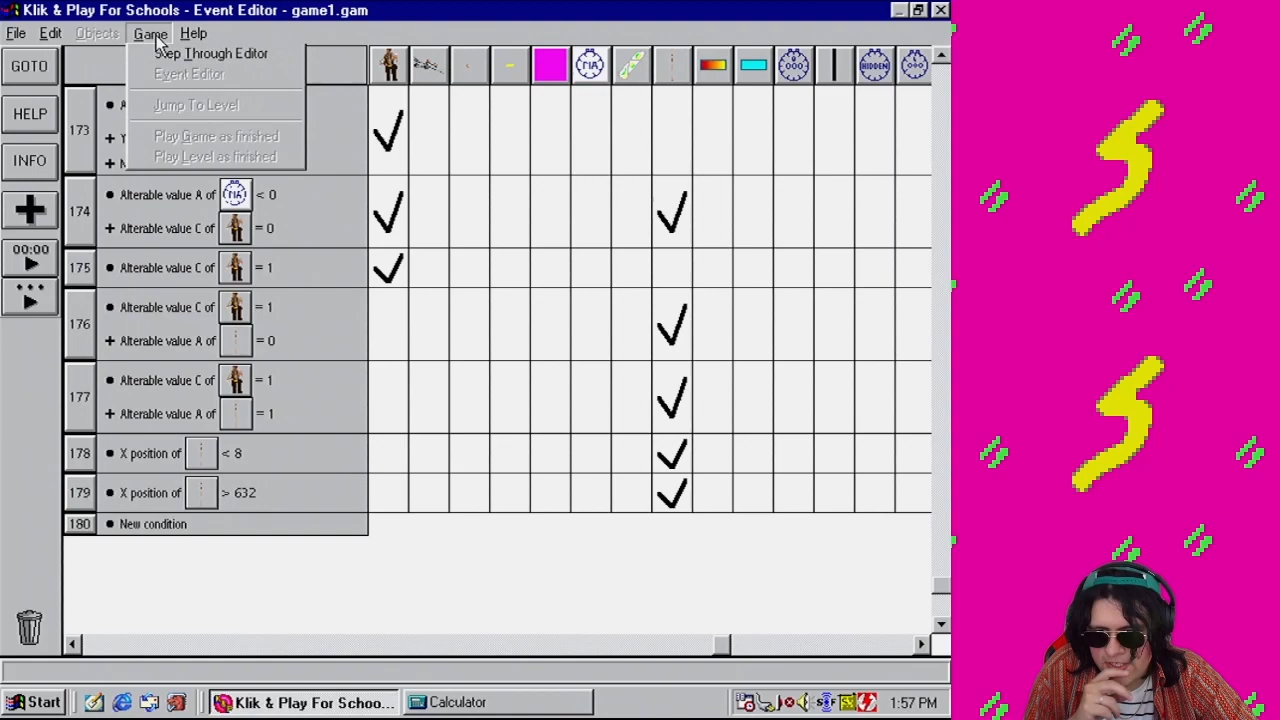 Klik & Play For Schools - Event Editor - game1.gam
File Edit Objects Game Help
Step Through Editor
Event Editor
Jump To Level
Play Game as finished
Play Level as finished
GOTO
HELP
INFO
00:00
000
HIDDEN
173
174
• Alterable value A of < 0
+ Alterable value C of = 0
175
• Alterable value C of = 1
176
• Alterable value C of = 1
+ Alterable value A of = 0
177
• Alterable value C of = 1
+ Alterable value A of = 1
178
• X position of < 8
179
• X position of > 632
180
• New condition
Start Klik & Play For Schoo... Calculator 1:57 PM